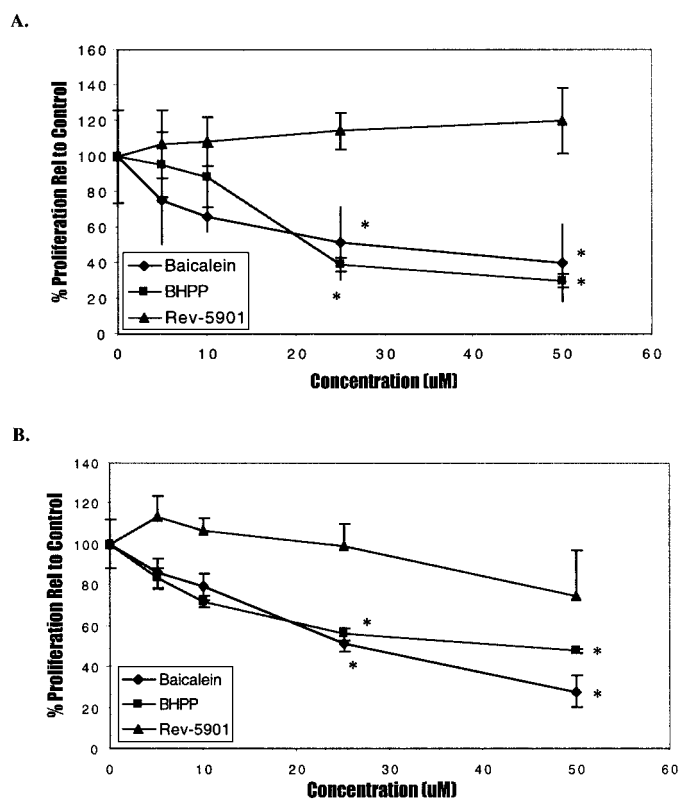 A.
160
140
120
100
80
60
40
20
0
% Proliferation Rel to Control
*
*
*
*
Baicalein
BHPP
Rev-5901
0 10 20 30 40 50 60
Concentration (uM)
B.
140
120
100
80
60
40
20
0
% Proliferation Rel to Control
*
*
*
*
Baicalein
BHPP
Rev-5901
0 10 20 30 40 50 60
Concentration (uM)